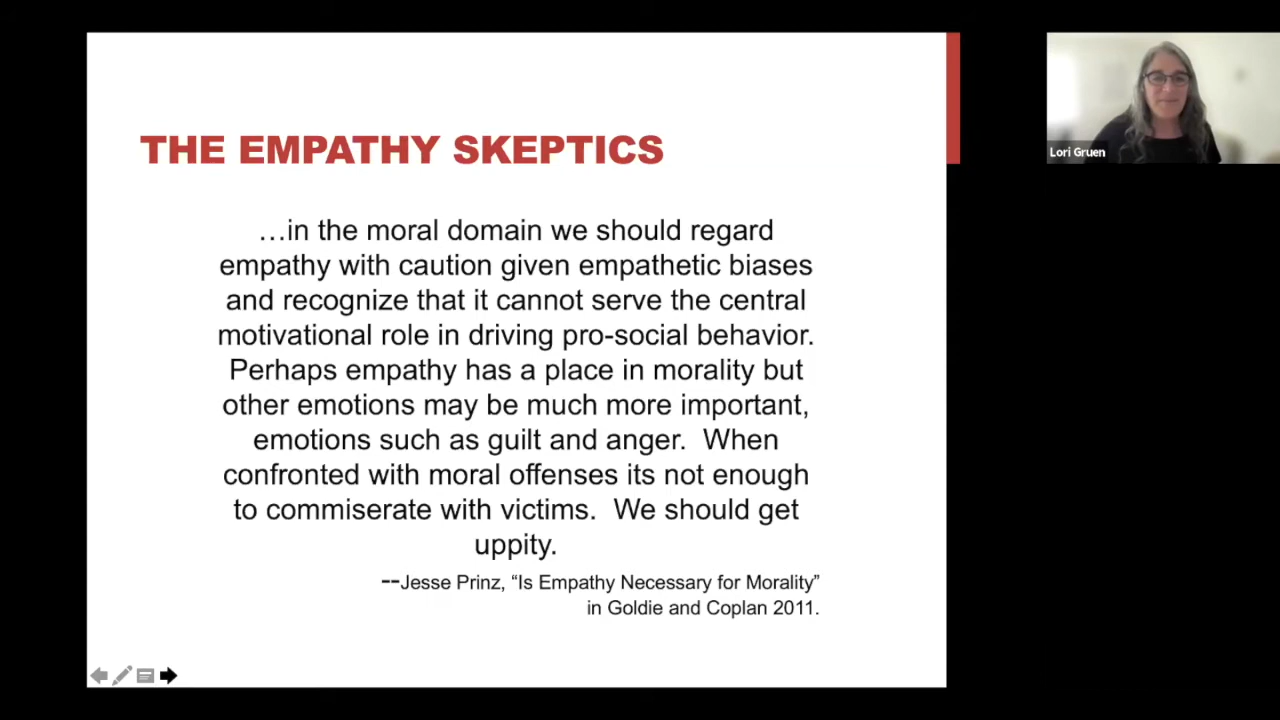 THE EMPATHY SKEPTICS
…in the moral domain we should regard
empathy with caution given empathetic biases
and recognize that it cannot serve the central
motivational role in driving pro-social behavior.
Perhaps empathy has a place in morality but
other emotions may be much more important,
emotions such as guilt and anger.  When
confronted with moral offenses its not enough
to commiserate with victims.  We should get
uppity.
--Jesse Prinz, “Is Empathy Necessary for Morality”
in Goldie and Coplan 2011.
Lori Gruen